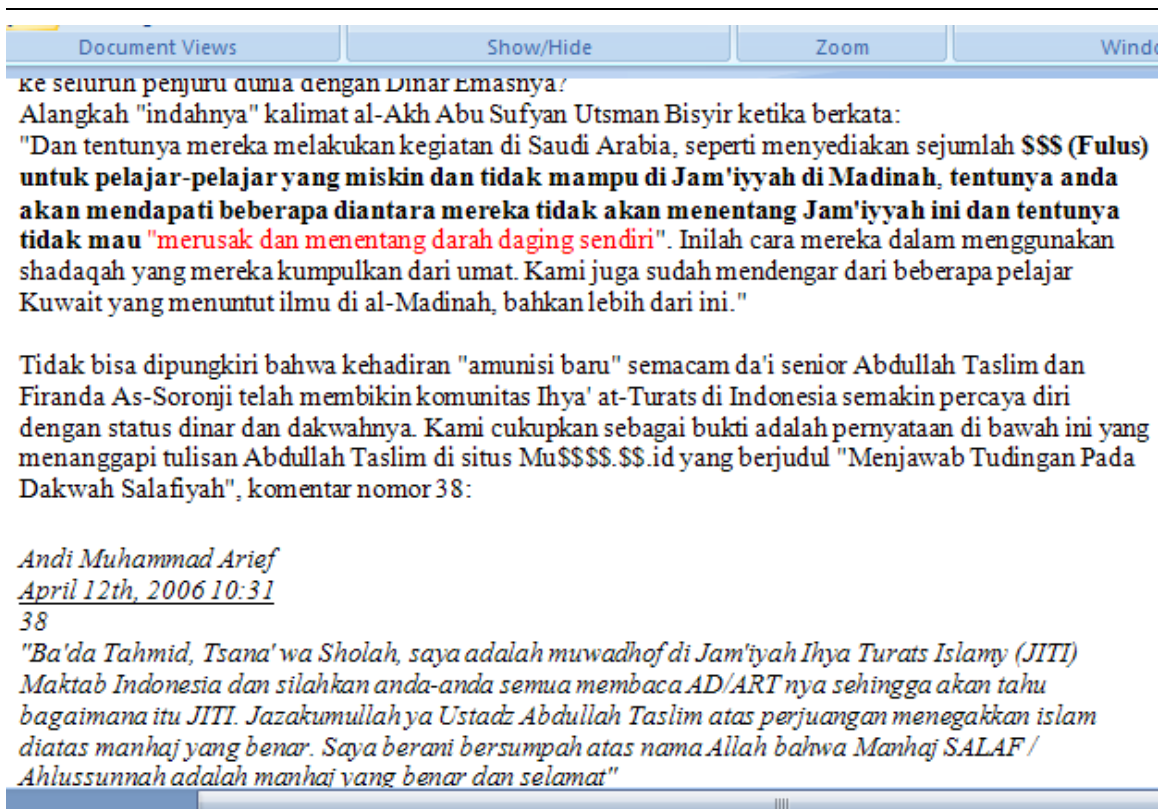 Document Views Show/Hide Zoom Windo
ke seluruh penjuru dunia dengan Dinar Emasnya?
Alangkah "indahnya" kalimat al-Akh Abu Sufyan Utsman Bisyir ketika berkata:
"Dan tentunya mereka melakukan kegiatan di Saudi Arabia, seperti menyediakan sejumlah $$$ (Fulus)
untuk pelajar-pelajar yang miskin dan tidak mampu di Jam'iyyah di Madinah, tentunya anda
akan mendapati beberapa diantara mereka tidak akan menentang Jam'iyyah ini dan tentunya
tidak mau "merusak dan menentang darah daging sendiri". Inilah cara mereka dalam menggunakan
shadaqah yang mereka kumpulkan dari umat. Kami juga sudah mendengar dari beberapa pelajar
Kuwait yang menuntut ilmu di al-Madinah, bahkan lebih dari ini."
Tidak bisa dipungkiri bahwa kehadiran "amunisi baru" semacam da'i senior Abdullah Taslim dan
Firanda As-Soronji telah membikin komunitas Ihya' at-Turats di Indonesia semakin percaya diri
dengan status dinar dan dakwahnya. Kami cukupkan sebagai bukti adalah pernyataan di bawah ini yang
menanggapi tulisan Abdullah Taslim di situs Mu$$$$.$$.id yang berjudul "Menjawab Tudingan Pada
Dakwah Salafiyah", komentar nomor 38:
Andi Muhammad Arief
April 12th, 2006 10:31
38
"Ba'da Tahmid, Tsana' wa Sholah, saya adalah muwadhof di Jam'iyah Ihya Turats Islamy (JITI)
Maktab Indonesia dan silahkan anda-anda semua membaca AD/ART nya sehingga akan tahu
bagaimana itu JITI. Jazakumullah ya Ustadz Abdullah Taslim atas perjuangan menegakkan islam
diatas manhaj yang benar. Saya berani bersumpah atas nama Allah bahwa Manhaj SALAF /
Ahlussunnah adalah manhaj yang benar dan selamat"